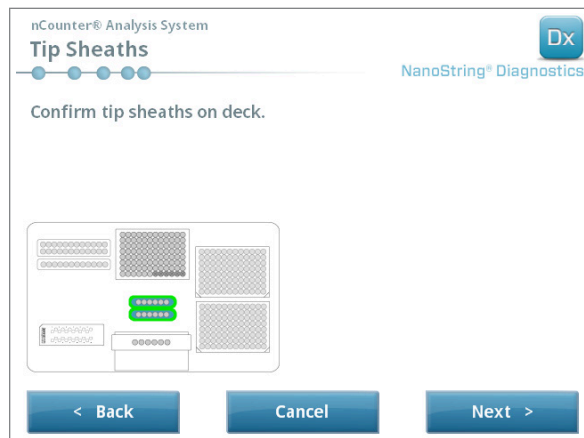 nCounter® Analysis System
Tip Sheaths
Dx
NanoString® Diagnostics
Confirm tip sheaths on deck.
< Back
Cancel
Next >